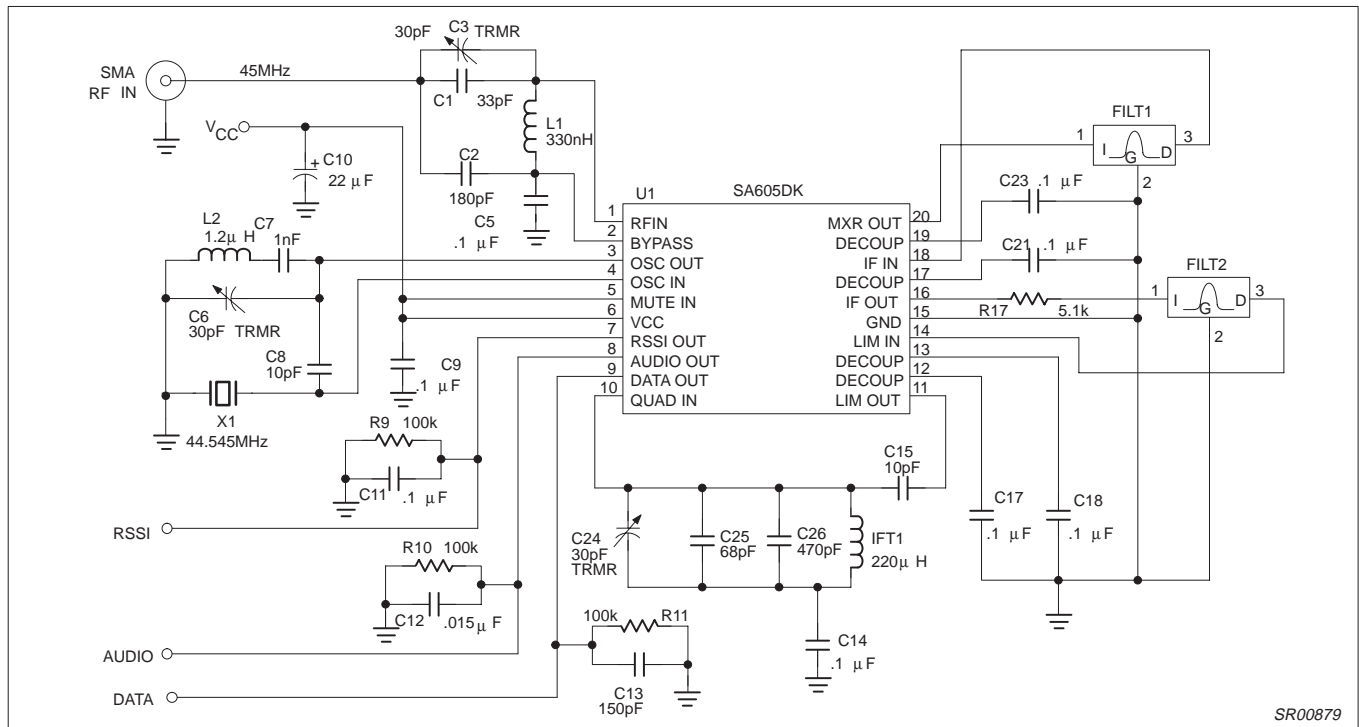 30pF C3 TRMR
SMA
RF IN
45MHz
C1 33pF
L1
330nH
VCC
C10
+
22 µF
C2
180pF
C5
.1 µF
FILT1
1 3
I G D
2
U1 SA605DK
C23 .1 µF
L2 C7
1.2µ H 1nF
C6
30pF TRMR
C8
10pF
X1
44.545MHz
1 RFIN MXR OUT 20
2 BYPASS DECOUP 19
3 OSC OUT IF IN 18
4 OSC IN DECOUP 17
5 MUTE IN IF OUT 16
6 VCC GND 15
7 RSSI OUT LIM IN 14
8 AUDIO OUT DECOUP 13
9 DATA OUT DECOUP 12
10 QUAD IN LIM OUT 11
C21 .1 µF
FILT2
1 3
I G D
2
R17 5.1k
C9
.1 µF
R9 100k
C11 .1 µF
RSSI
C15
10pF
C17
.1 µF
C18
.1 µF
C24
30pF
TRMR
C25
68pF
C26
470pF
IFT1
220µ H
R10 100k
C12 .015µ F
100k R11
C14
.1 µF
AUDIO
C13
150pF
DATA
SR00879